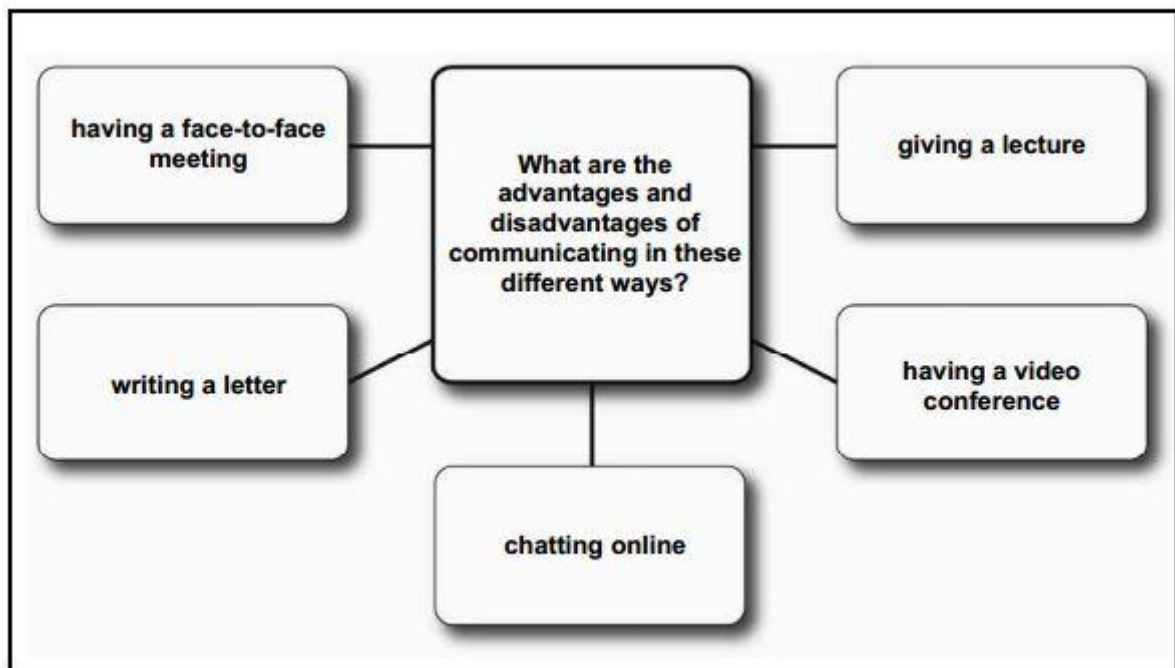 having a face-to-face
meeting
What are the
advantages and
disadvantages of
communicating in these
different ways?
giving a lecture
writing a letter
having a video
conference
chatting online